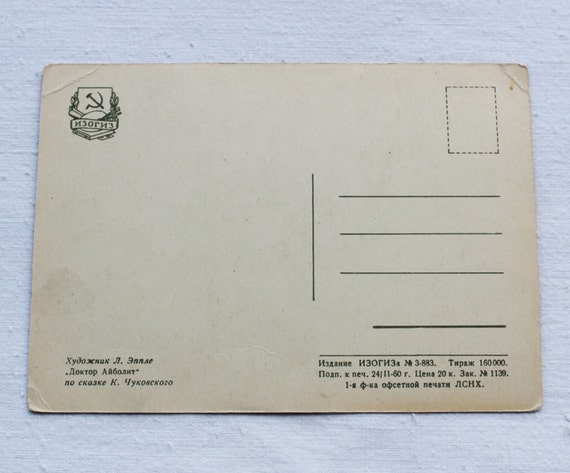 ИЗОГИЗ
Художник Л. Эппле
„Доктор Айболит“
по сказке К. Чуковского
Издание ИЗОГИЗа № 3-883. Тираж 160000.
Подп. к печ. 24/II-60 г. Цена 20 к. Зак. № 1139.
1-я ф-ка офсетной печати ЛСНХ.